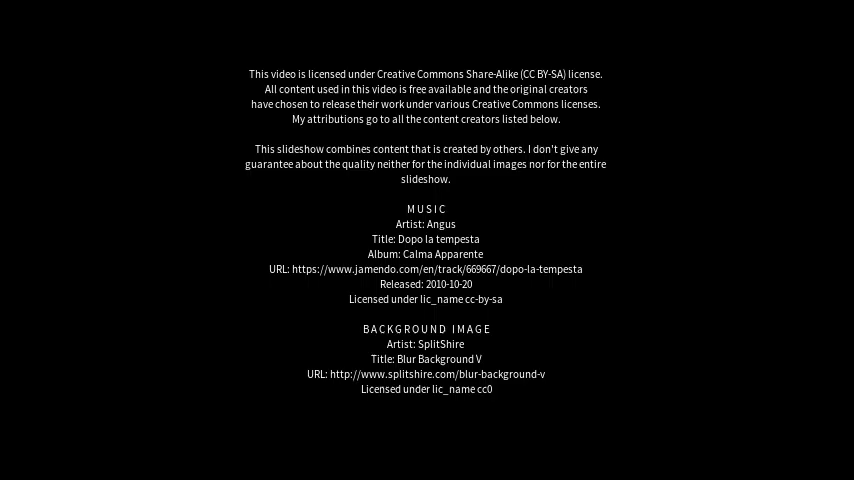 This video is licensed under Creative Commons Share-Alike (CC BY-SA) license.
All content used in this video is free available and the original creators
have chosen to release their work under various Creative Commons licenses.
My attributions go to all the content creators listed below.
This slideshow combines content that is created by others. I don't give any
guarantee about the quality neither for the individual images nor for the entire
slideshow.
MUSIC
Artist: Angus
Title: Dopo la tempesta
Album: Calma Apparente
URL: https://www.jamendo.com/en/track/669667/dopo-la-tempesta
Released: 2010-10-20
Licensed under lic_name cc-by-sa
BACKGROUND IMAGE
Artist: SplitShire
Title: Blur Background V
URL: http://www.splitshire.com/blur-background-v
Licensed under lic_name cc0